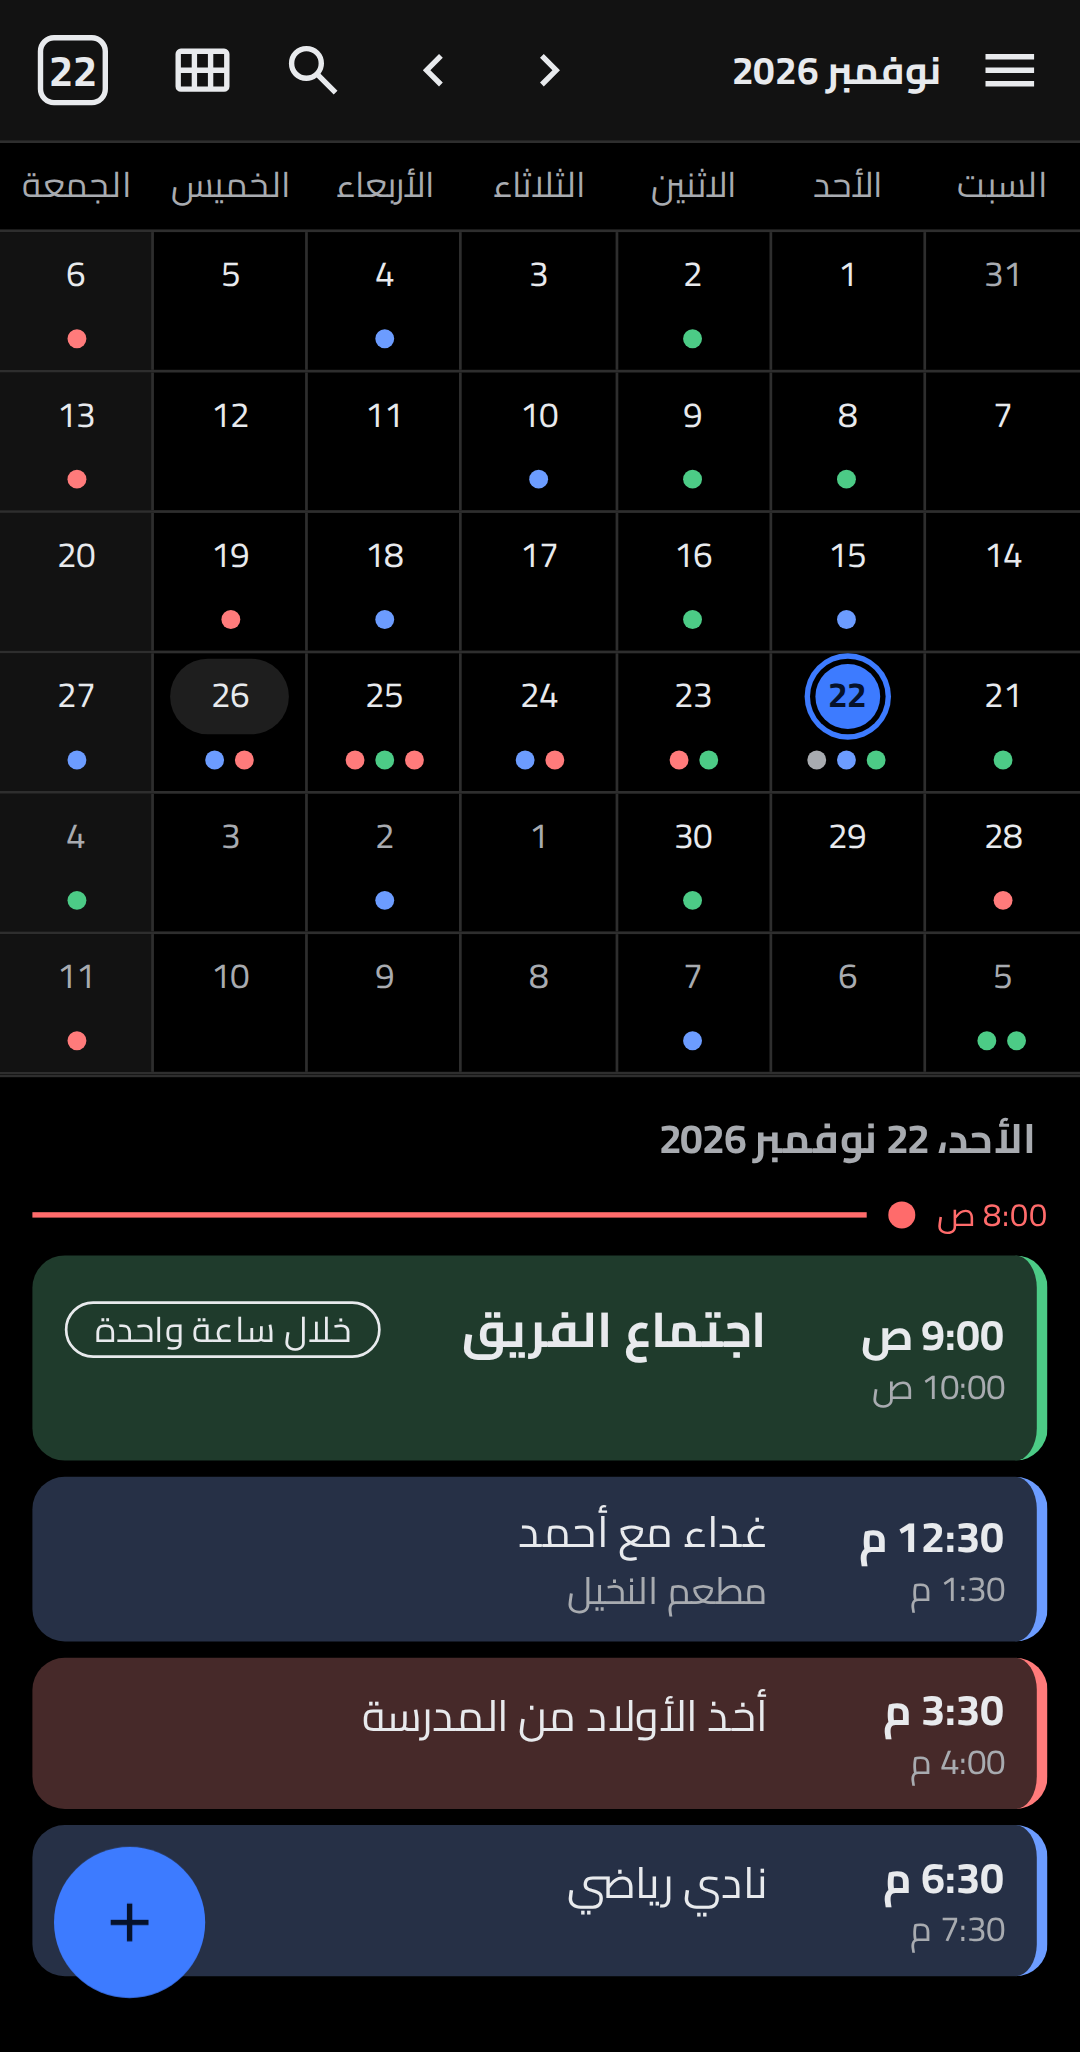 نوفمبر 2026 22
السبت الأحد الاثنين الثلاثاء الأربعاء الخميس الجمعة
31 1 2 3 4 5 6
7 8 9 10 11 12 13
14 15 16 17 18 19 20
21 22 23 24 25 26 27
28 29 30 1 2 3 4
5 6 7 8 9 10 11
الأحد، 22 نوفمبر 2026
8:00 ص
9:00 ص اجتماع الفريق خلال ساعة واحدة
10:00 ص
12:30 م غداء مع أحمد
1:30 م مطعم النخيل
3:30 م أخذ الأولاد من المدرسة
4:00 م
6:30 م نادي رياضي
7:30 م